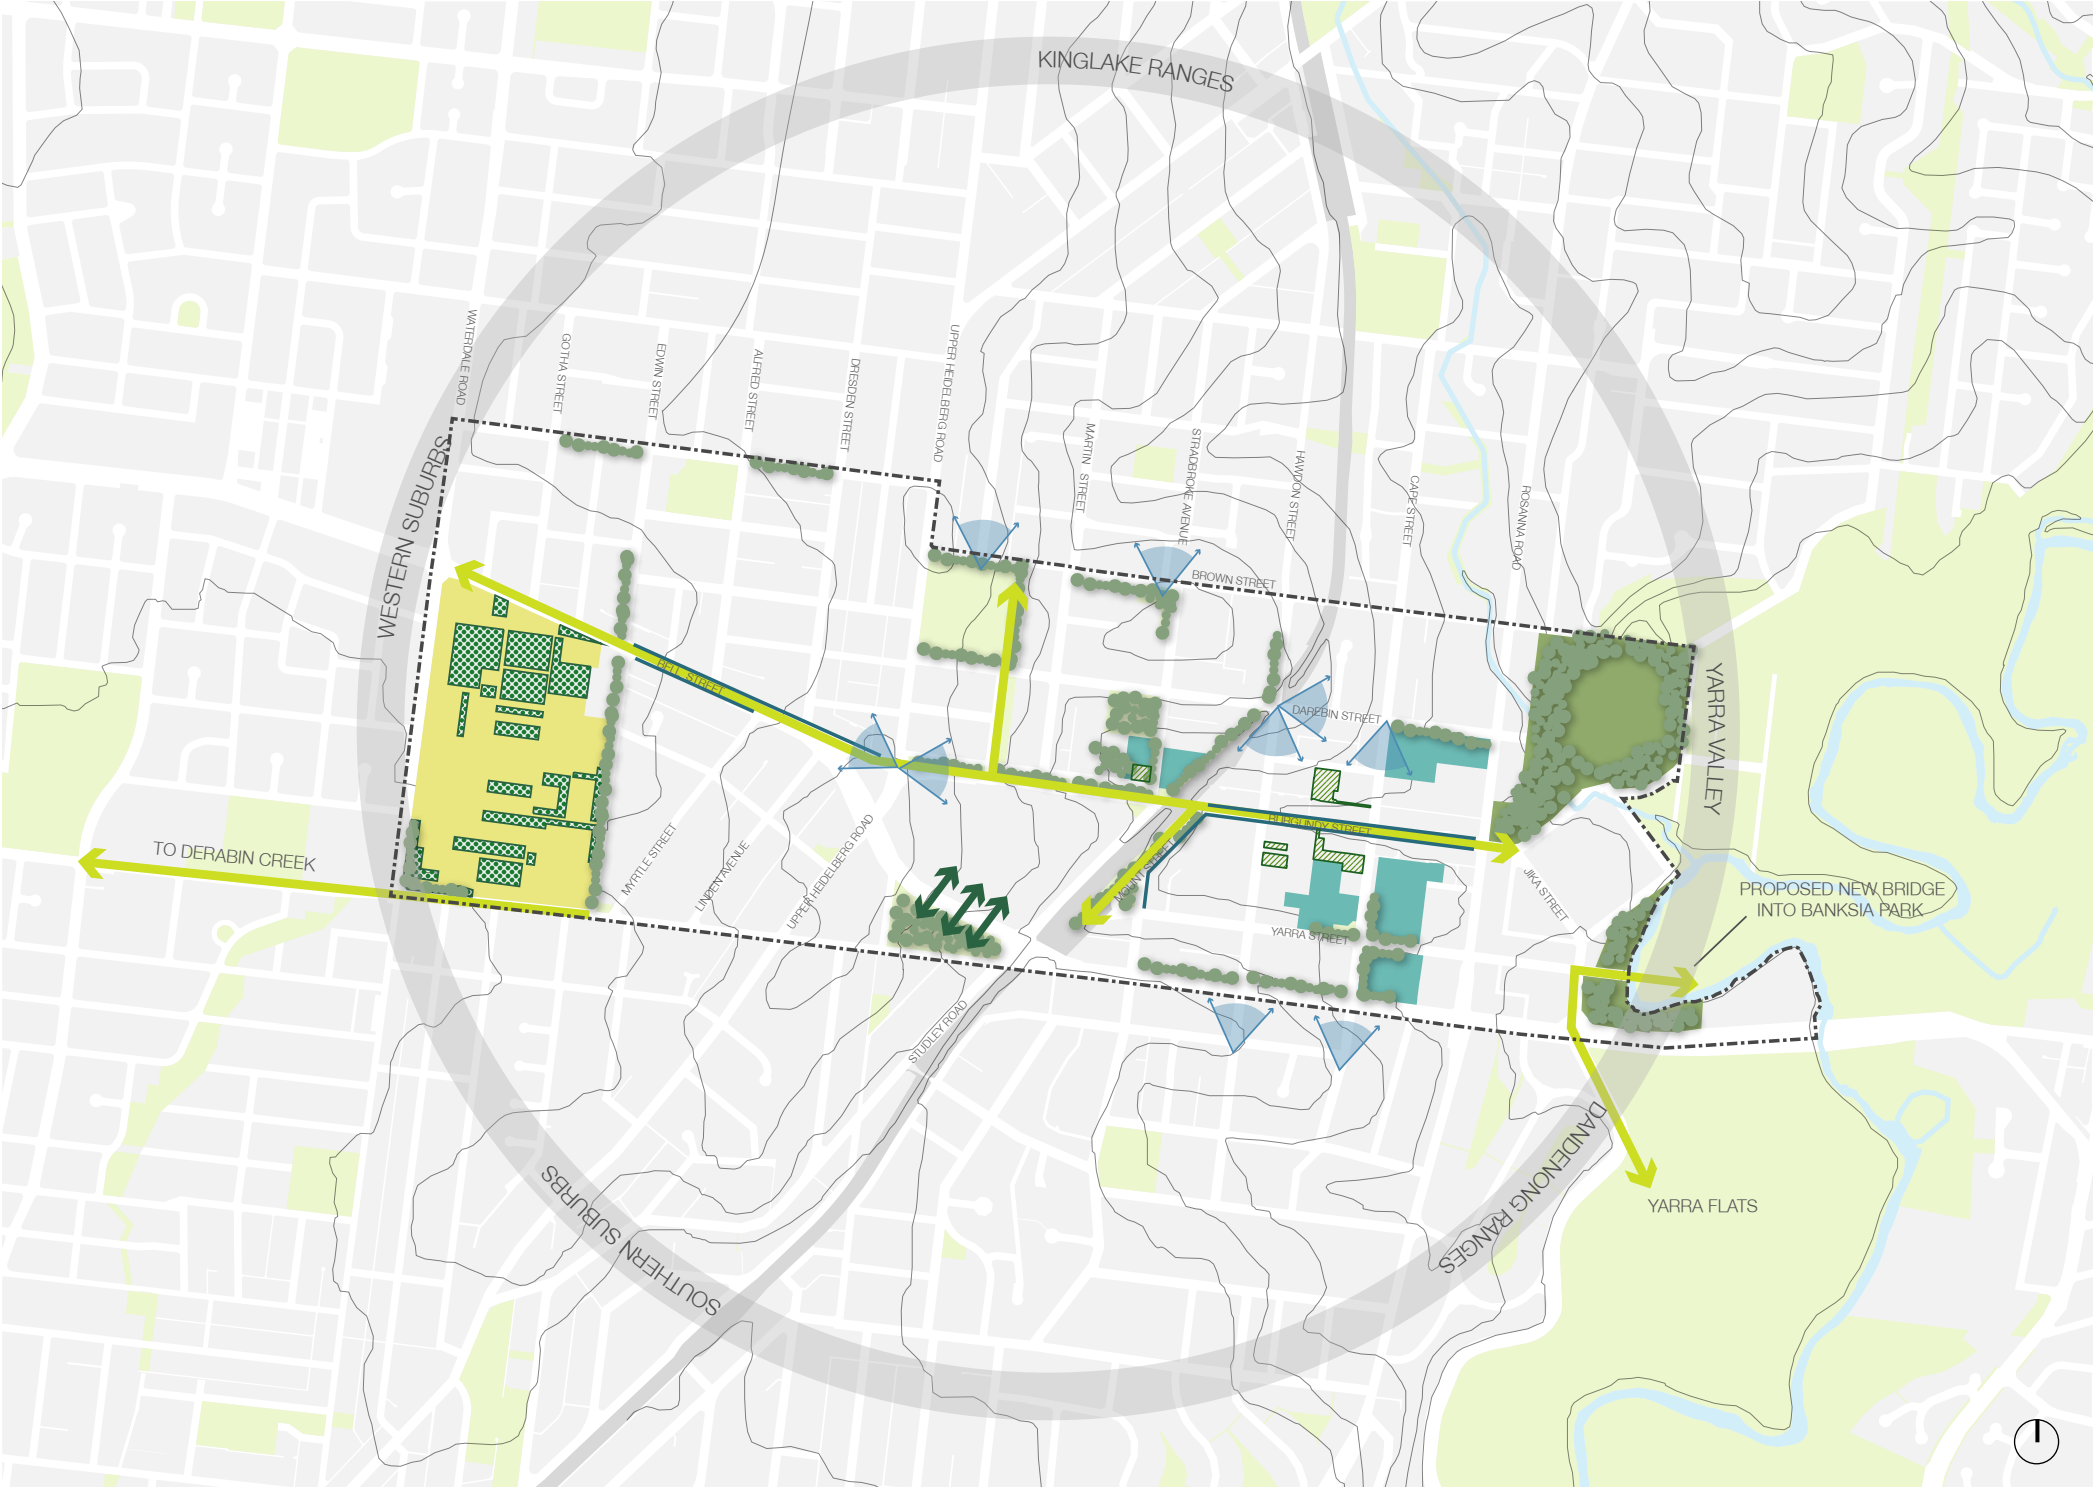 KINGLAKE RANGES
WATERDALE ROAD
GOTHA STREET
EDWIN STREET
ALFRED STREET
DRESDEN STREET
UPPER HEIDELBERG ROAD
MARTIN STREET
STRADBROKE AVENUE
HAWDON STREET
CAPE STREET
ROSANNA ROAD
WESTERN SUBURBS
BROWN STREET
BELL STREET
DAREBIN STREET
YARRA VALLEY
BURGUNDY STREET
TO DERABIN CREEK
MYRTLE STREET
LINDEN AVENUE
UPPER HEIDELBERG ROAD
MOUNT STREET
JIKA STREET
PROPOSED NEW BRIDGE
INTO BANKSIA PARK
YARRA STREET
STUDLEY ROAD
DANDENONG RANGES
SOUTHERN SUBURBS
YARRA FLATS